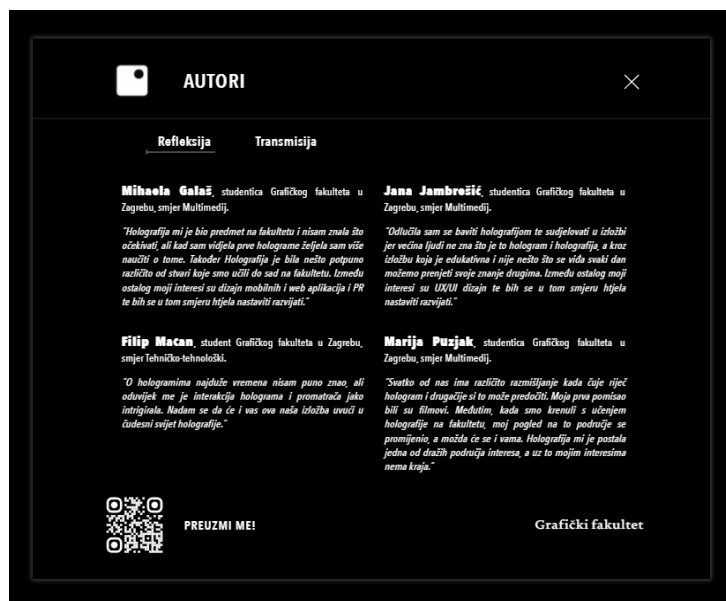 AUTORI
Refleksija
Transmisija
Mihaela Galaš, studentica Grafičkog fakulteta u
Zagrebu, smjer Multimedij.
"Holografija mi je bio predmet na fakultetu i nisam znala što
očekivati, ali kad sam vidjela prve holograme željela sam više
naučiti o tome. Također Holografija je bila nešto potpuno
različito od stvari koje smo učili do sad na fakultetu. Između
ostalog moji interesi su dizajn mobilnih i web aplikacija i PR
te bih se u tom smjeru htjela nastaviti razvijati."
Jana Jambrešić, studentica Grafičkog fakulteta u
Zagrebu, smjer Multimedij.
"Odlučila sam se baviti holografijom te sudjelovati u izložbi
jer većina ljudi ne zna što je to hologram i holografija, a kroz
izložbu koja je edukativna i nije nešto što se viđa svaki dan
možemo prenjeti svoje znanje drugima. Između ostalog moji
interesi su UX/UI dizajn te bih se u tom smjeru htjela
nastaviti razvijati."
Filip Macan, student Grafičkog fakulteta u Zagrebu,
smjer Tehničko-tehnološki.
"O hologramima najduže vremena nisam puno znao, ali
oduvijek me je interakcija holograma i promatrača jako
intrigirala. Nadam se da će i vas ova naša izložba uvući u
čudesni svijet holografije."
Marija Puzjak, studentica Grafičkog fakulteta u
Zagrebu, smjer Multimedij.
"Svatko od nas ima različito razmišljanje kada čuje riječ
hologram i drugačije si to može predočiti. Moja prva pomisao
bili su filmovi. Međutim, kada smo krenuli s učenjem
holografije na fakultetu, moj pogled na to područje se
promijenio, a možda će se i vama. Holografija mi je postala
jedna od dražih područja interesa, a uz to mojim interesima
nema kraja."
PREUZMI ME!
Grafički fakultet